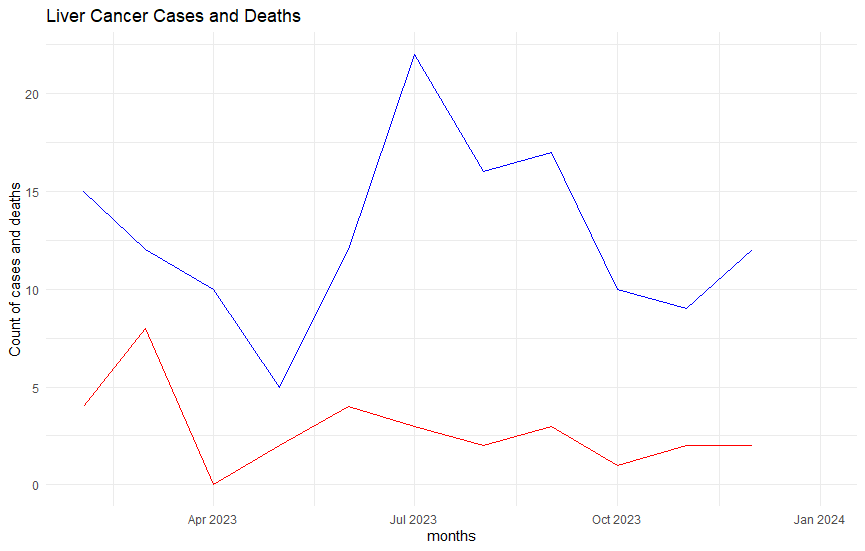 Liver Cancer Cases and Deaths
Count of cases and deaths
20
15
10
5
0
Apr 2023
Jul 2023
Oct 2023
Jan 2024
months